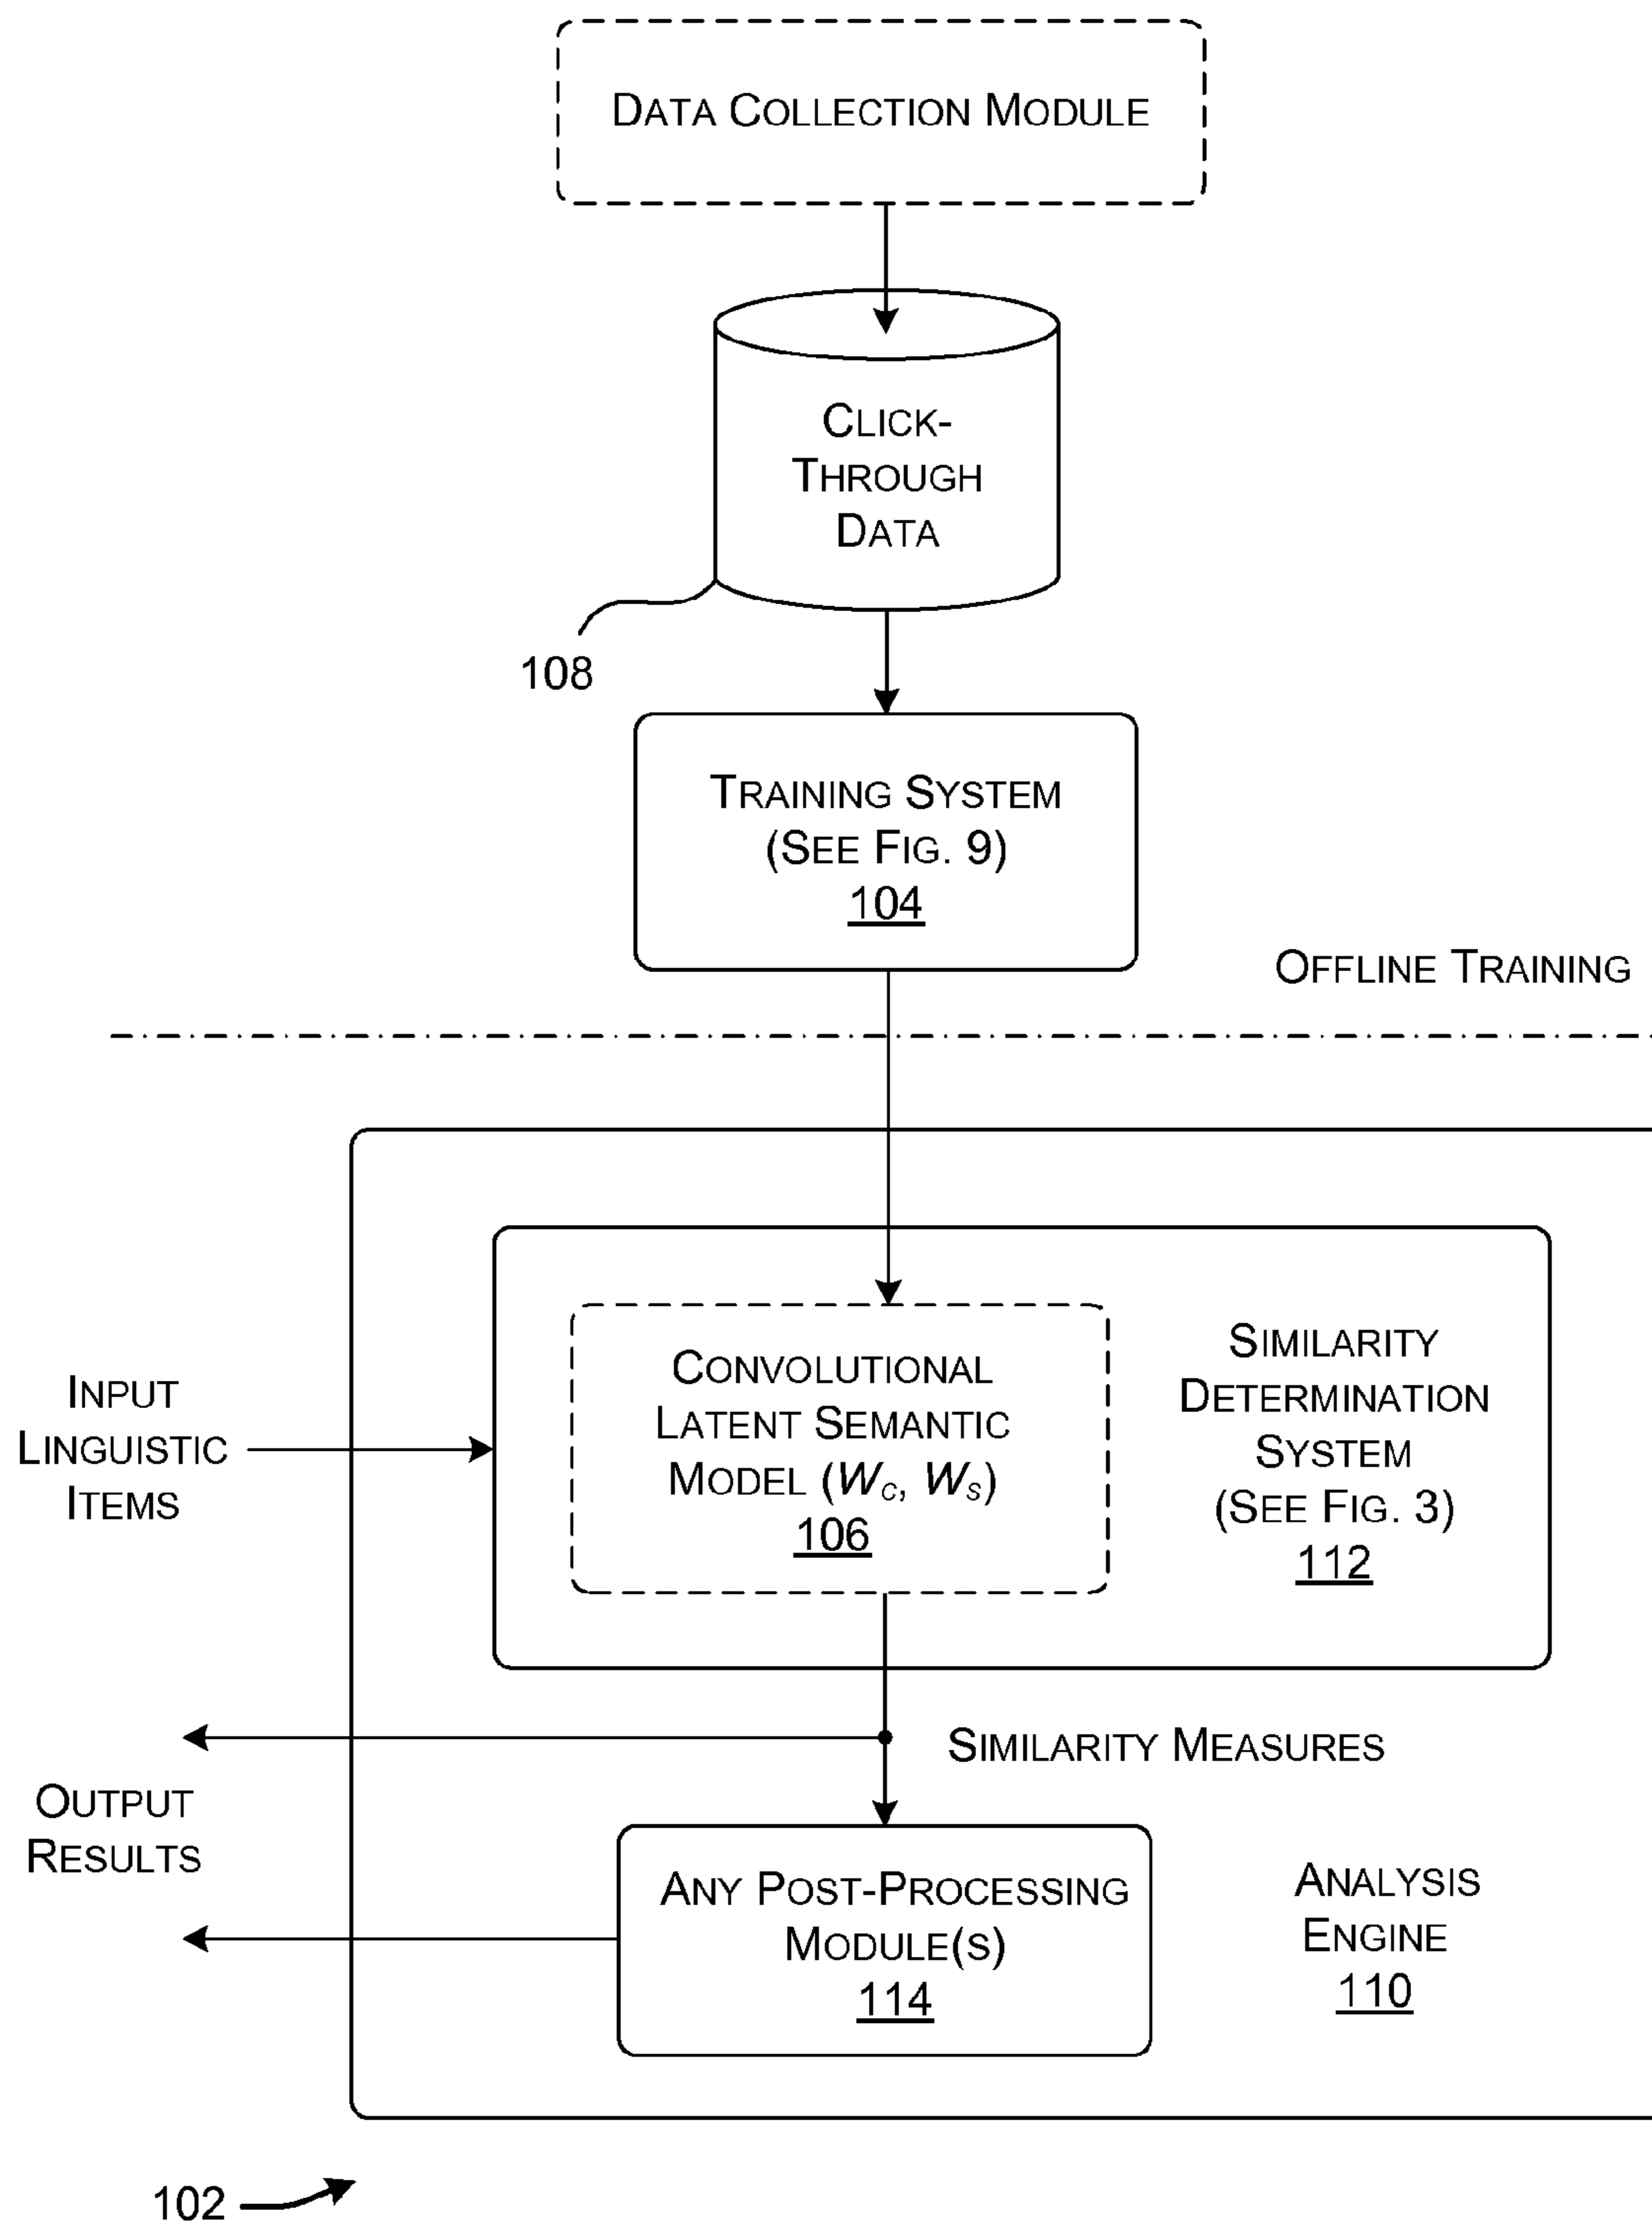 DATA COLLECTION MODULE
CLICK-
THROUGH
DATA
108
TRAINING SYSTEM
(SEE FIG. 9)
104
OFFLINE TRAINING
INPUT
LINGUISTIC
ITEMS
CONVOLUTIONAL
LATENT SEMANTIC
MODEL (Wc, Ws)
106
SIMILARITY
DETERMINATION
SYSTEM
(SEE FIG. 3)
112
SIMILARITY MEASURES
OUTPUT
RESULTS
ANY POST-PROCESSING
MODULE(S)
114
ANALYSIS
ENGINE
110
102